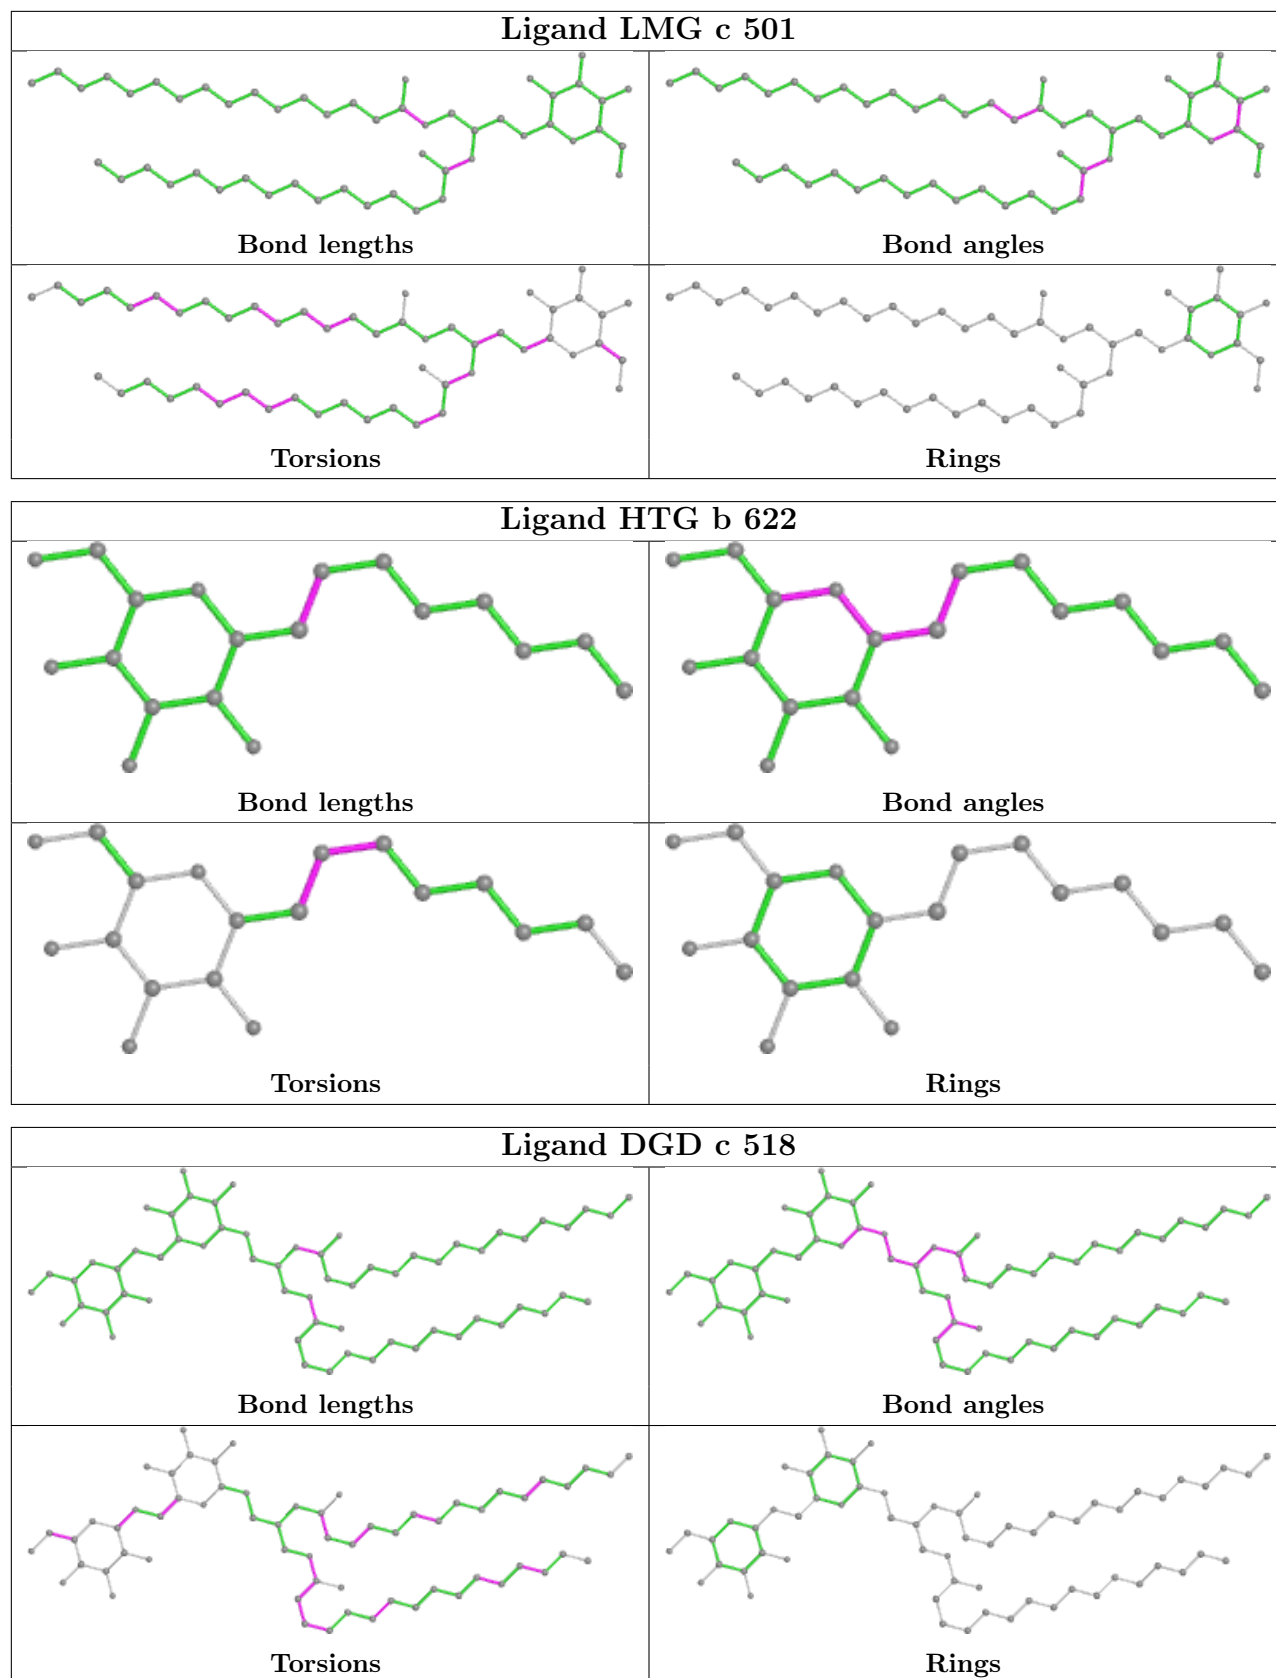 Ligand LMG c 501
Bond lengths
Bond angles
Torsions
Rings
Ligand HTG b 622
Bond lengths
Bond angles
Torsions
Rings
Ligand DGD c 518
Bond lengths
Bond angles
Torsions
Rings